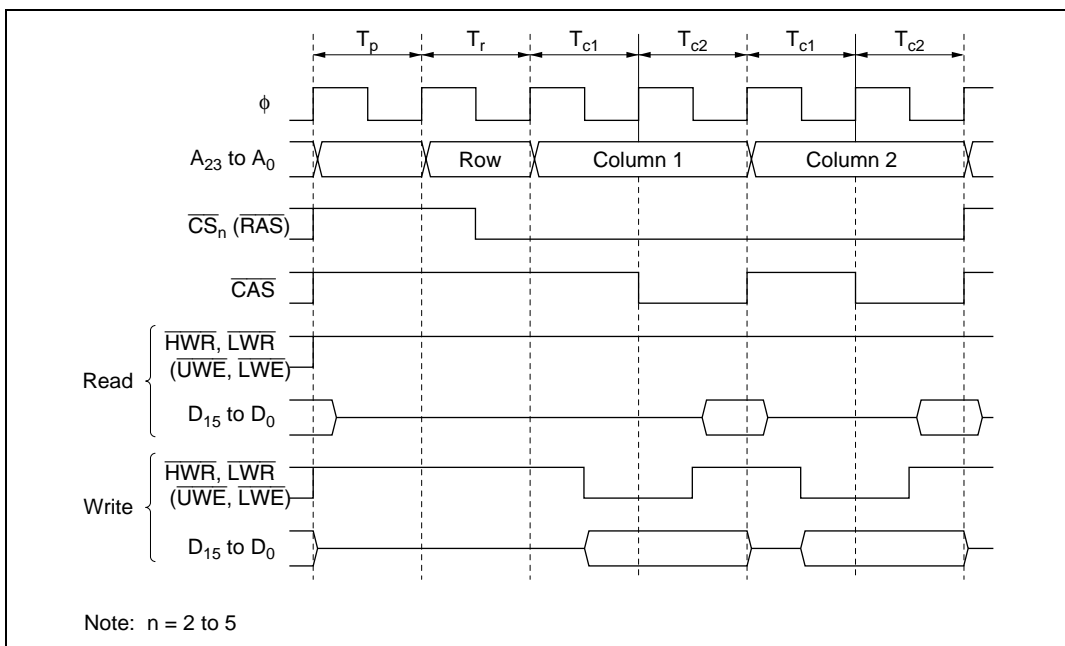 Tp Tr Tc1 Tc2 Tc1 Tc2
ϕ
A23 to A0 Row Column 1 Column 2
CSn (RAS)
CAS
Read
HWR, LWR
(UWE, LWE)
D15 to D0
Write
HWR, LWR
(UWE, LWE)
D15 to D0
Note: n = 2 to 5